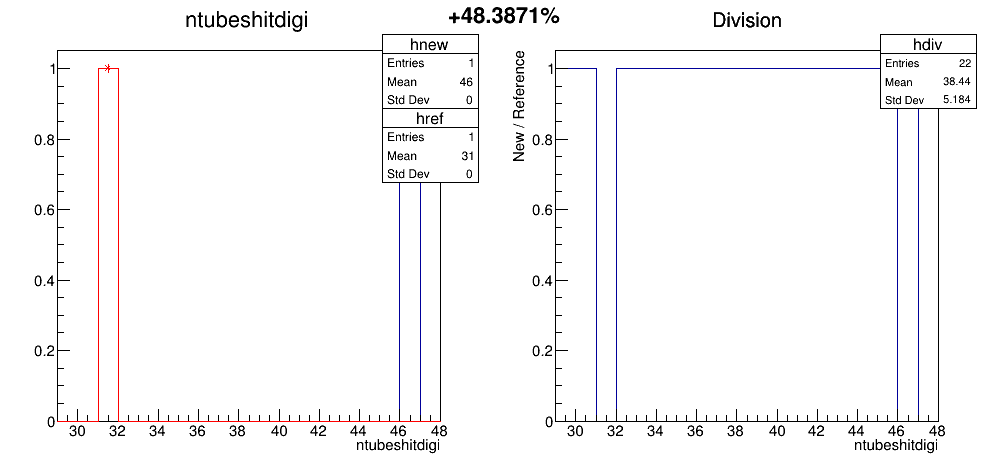 +48.3871%
ntubeshitdigi
hnew
Entries 1
Mean 46
Std Dev 0
href
Entries 1
Mean 31
Std Dev 0
1
0.8
0.6
0.4
0.2
0
30 32 34 36 38 40 42 44 46 48
ntubeshitdigi
Division
hdiv
Entries 22
Mean 38.44
Std Dev 5.184
New / Reference
1
0.8
0.6
0.4
0.2
0
30 32 34 36 38 40 42 44 46 48
ntubeshitdigi